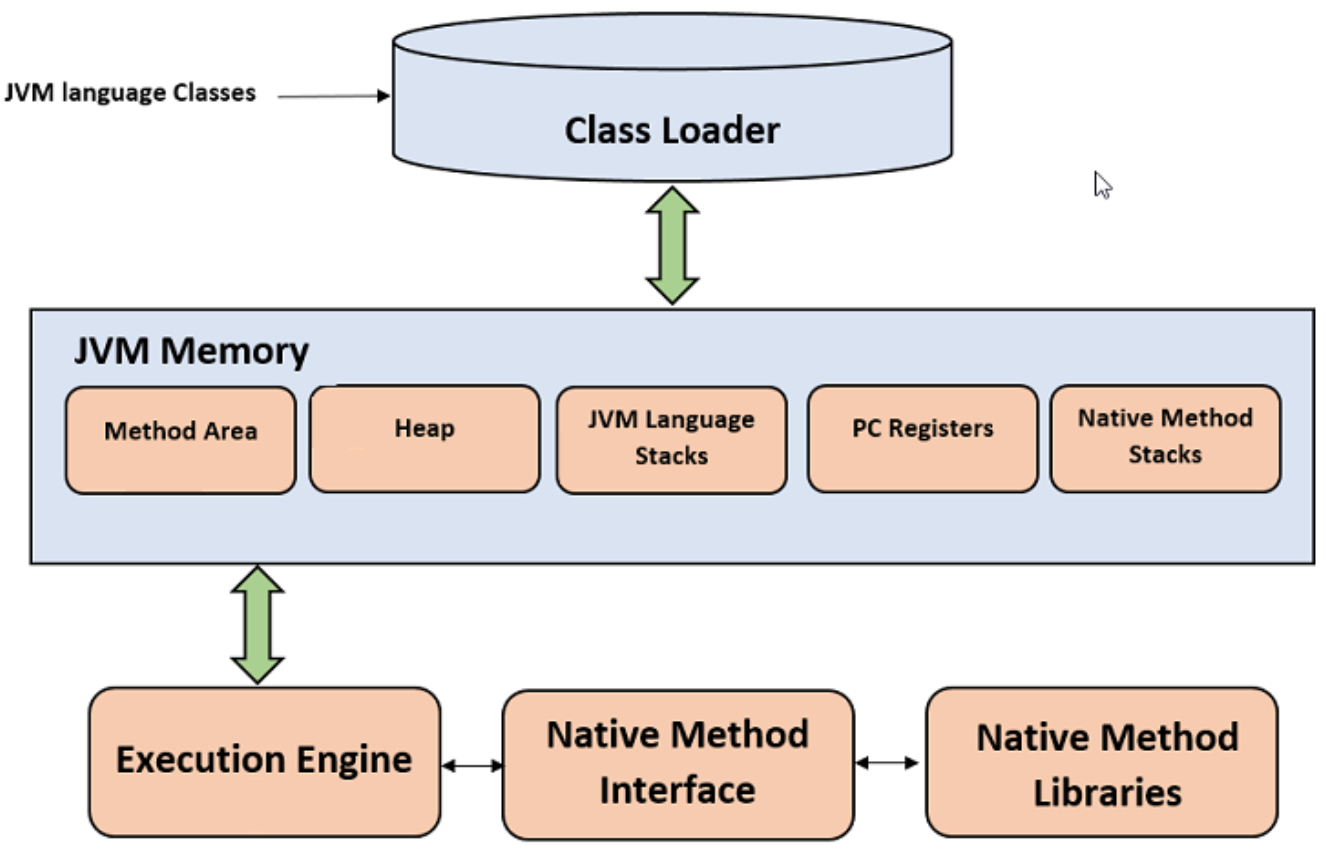 JVM language Classes
Class Loader
JVM Memory
Method Area
Heap
JVM Language
Stacks
PC Registers
Native Method
Stacks
Execution Engine
Native Method
Interface
Native Method
Libraries